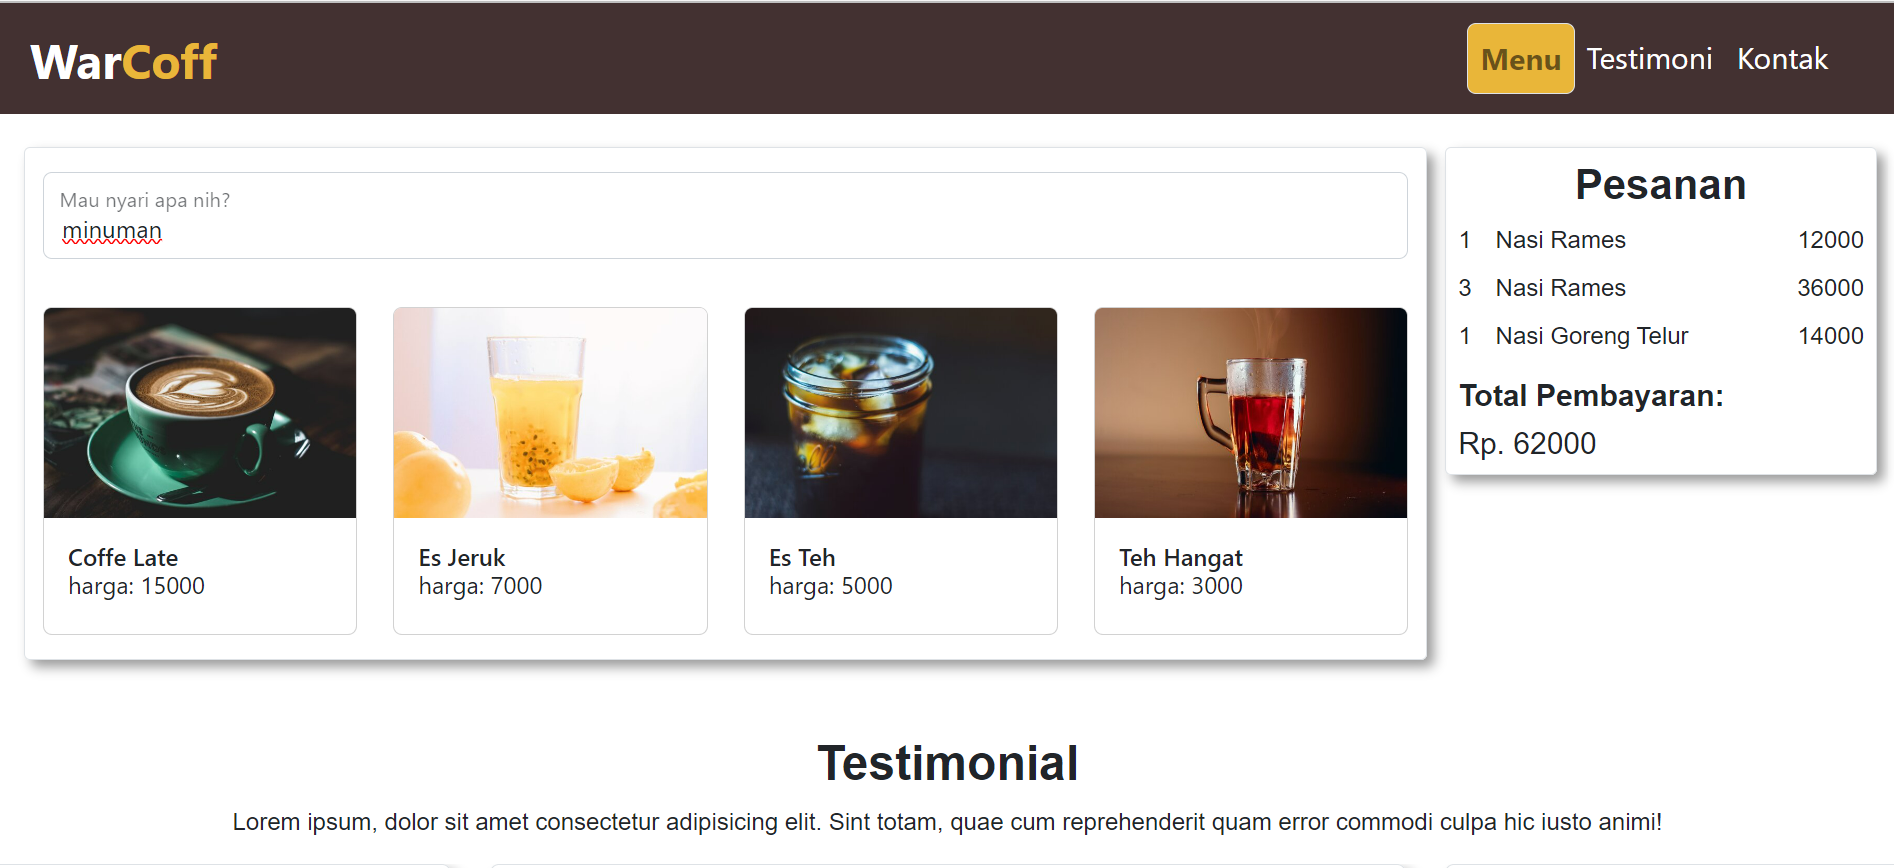 WarCoff
Menu Testimoni Kontak
Mau nyari apa nih?
minuman
Coffe Late
harga: 15000
Es Jeruk
harga: 7000
Es Teh
harga: 5000
Teh Hangat
harga: 3000
Pesanan
1 Nasi Rames 12000
3 Nasi Rames 36000
1 Nasi Goreng Telur 14000
Total Pembayaran:
Rp. 62000
Testimonial
Lorem ipsum, dolor sit amet consectetur adipisicing elit. Sint totam, quae cum reprehenderit quam error commodi culpa hic iusto animi!